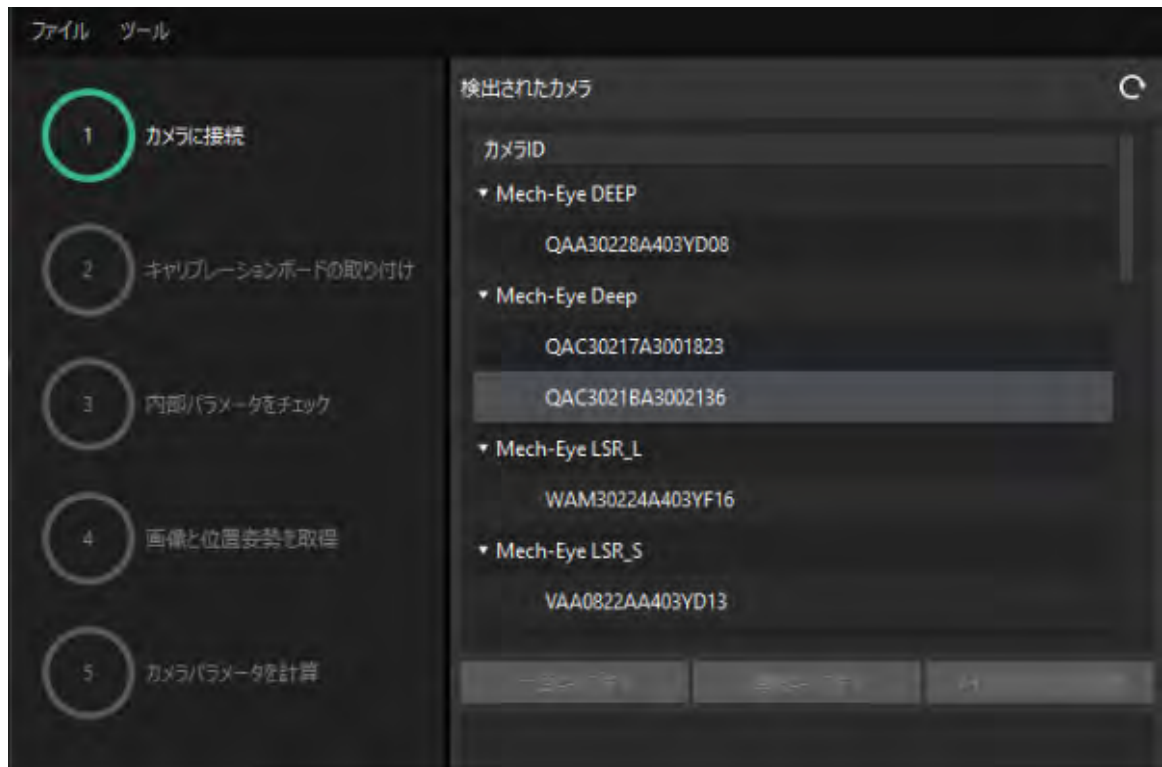 ファイル ツール
1 カメラに接続
2 キャリブレーションボードの取り付け
3 内部パラメータをチェック
4 画像と位置姿勢を取得
5 カメラパラメータを計算
検出されたカメラ
カメラID
Mech-Eye DEEP
QAA30228A403YD08
Mech-Eye Deep
QAC30217A3001823
QAC3021BA3002136
Mech-Eye LSR_L
WAM30224A403YF16
Mech-Eye LSR_S
VAA0822AA403YD13